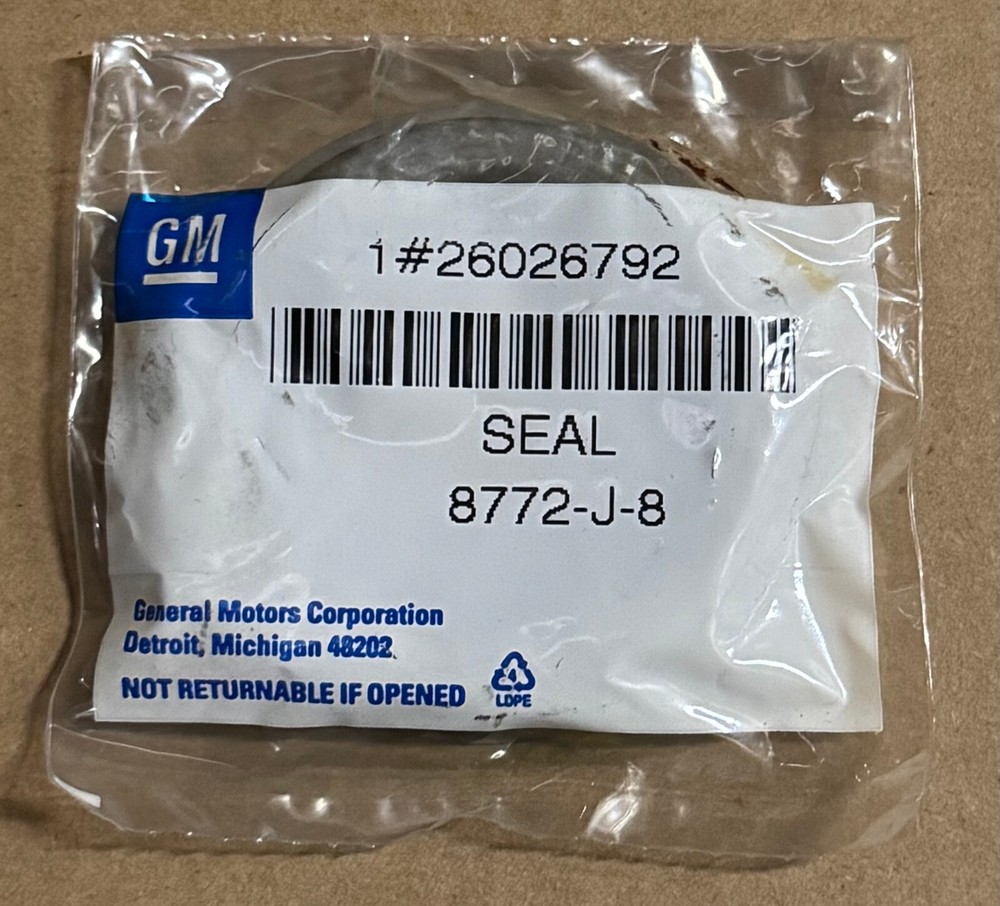 GM
1#26026792
SEAL
8772-J-8
General Motors Corporation
Detroit, Michigan 48202
NOT RETURNABLE IF OPENED
4
LDPE